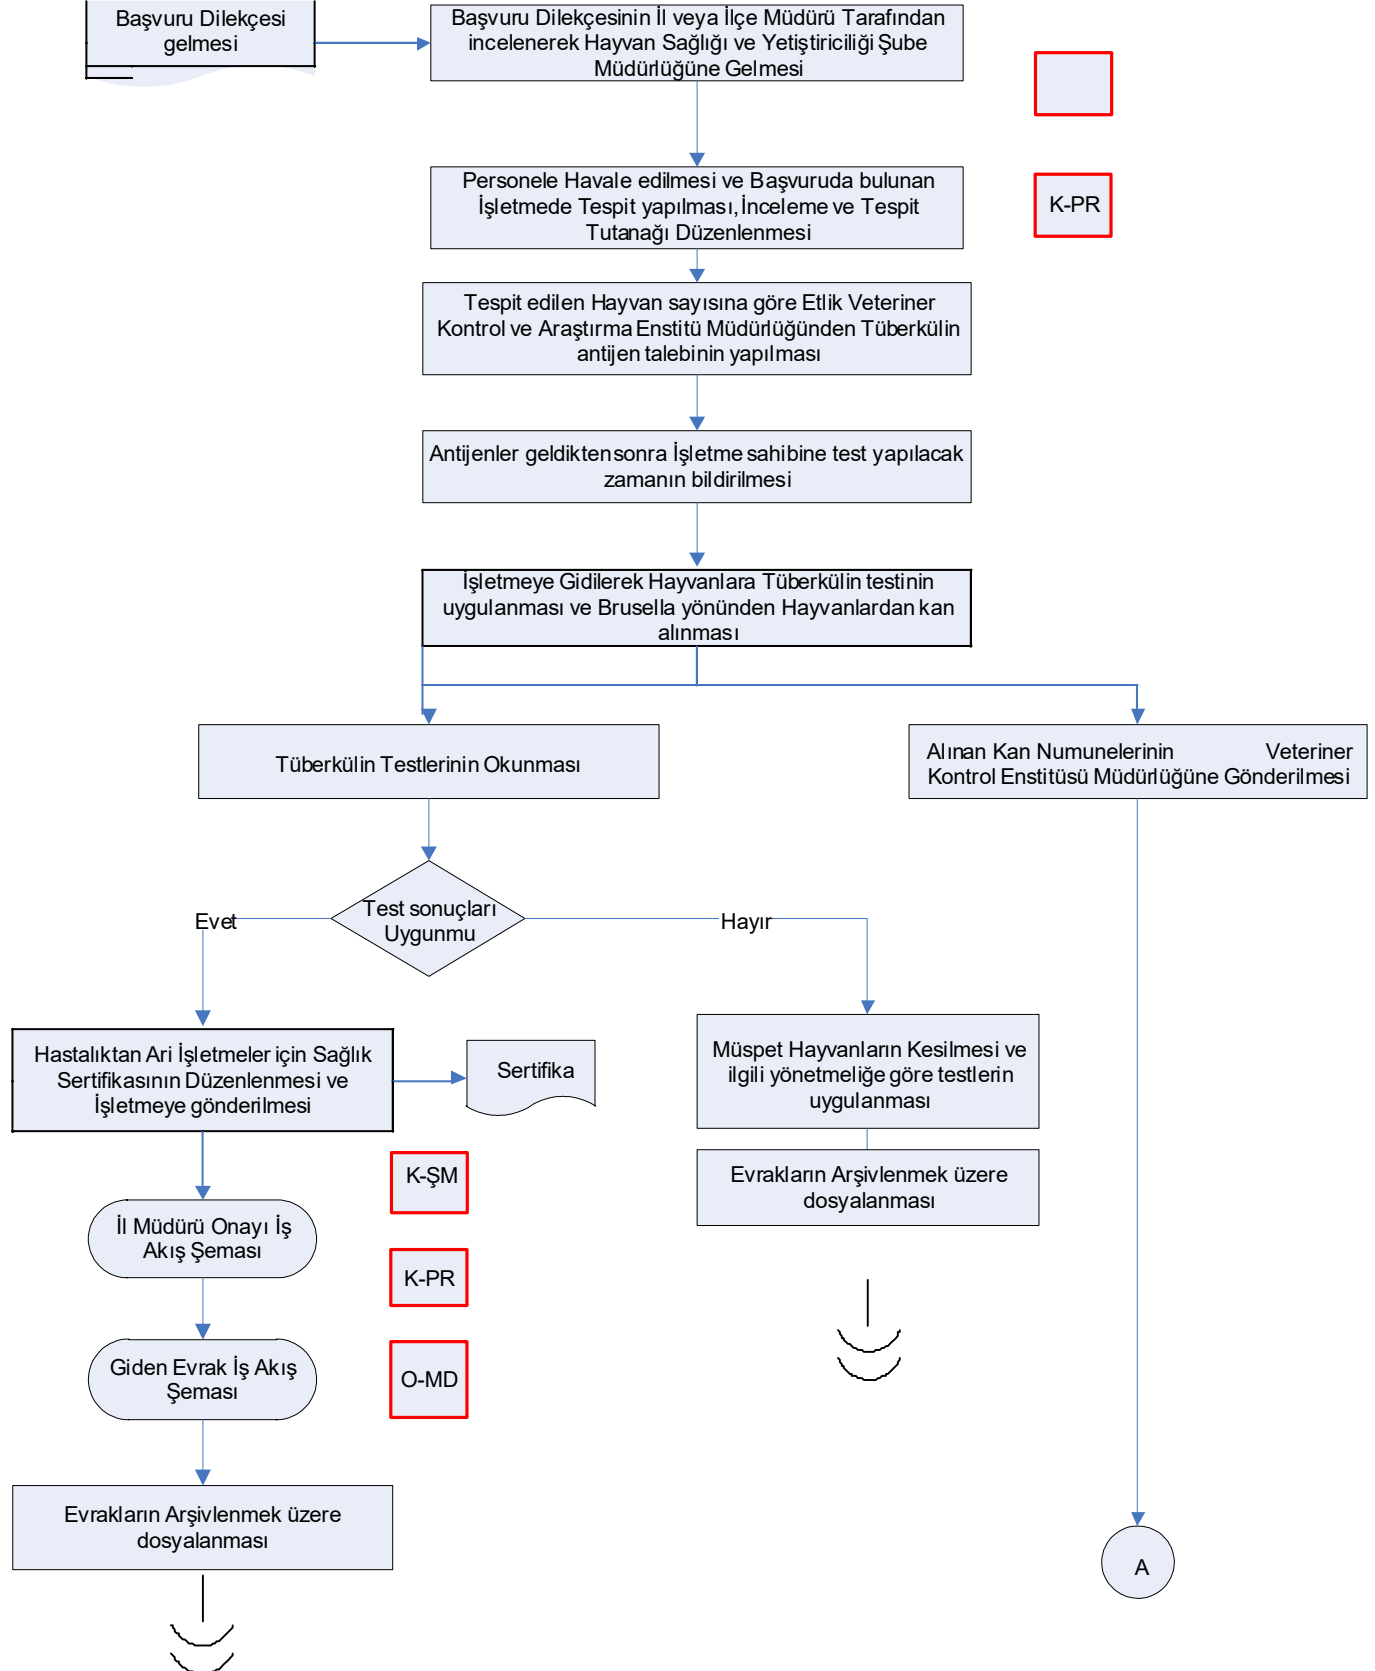 Başvuru Dilekçesi
gelmesi
Başvuru Dilekçesinin İl veya İlçe Müdürü Tarafından
incelenerek Hayvan Sağlığı ve Yetiştiriciliği Şube
Müdürlüğüne Gelmesi
Personele Havale edilmesi ve Başvuruda bulunan
İşletmede Tespit yapılması, İnceleme ve Tespit
Tutanağı Düzenlenmesi
K-PR
Tespit edilen Hayvan sayısına göre Etlik Veteriner
Kontrol ve Araştırma Enstitü Müdürlüğünden Tüberkülin
antijen talebinin yapılması
Antijenler geldikten sonra İşletme sahibine test yapılacak
zamanın bildirilmesi
İşletmeye Gidilerek Hayvanlara Tüberkülin testinin
uygulanması ve Brusella yönünden Hayvanlardan kan
alınması
Tüberkülin Testlerinin Okunması
Alınan Kan Numunelerinin Veteriner
Kontrol Enstitüsü Müdürlüğüne Gönderilmesi
Test sonuçları
Uygunmu
Evet
Hayır
Hastalıktan Ari İşletmeler için Sağlık
Sertifikasının Düzenlenmesi ve
İşletmeye gönderilmesi
Sertifika
Müspet Hayvanların Kesilmesi ve
ilgili yönetmeliğe göre testlerin
uygulanması
K-ŞM
Evrakların Arşivlenmek üzere
dosyalanması
İl Müdürü Onayı İş
Akış Şeması
K-PR
Giden Evrak İş Akış
Şeması
O-MD
Evrakların Arşivlenmek üzere
dosyalanması
A